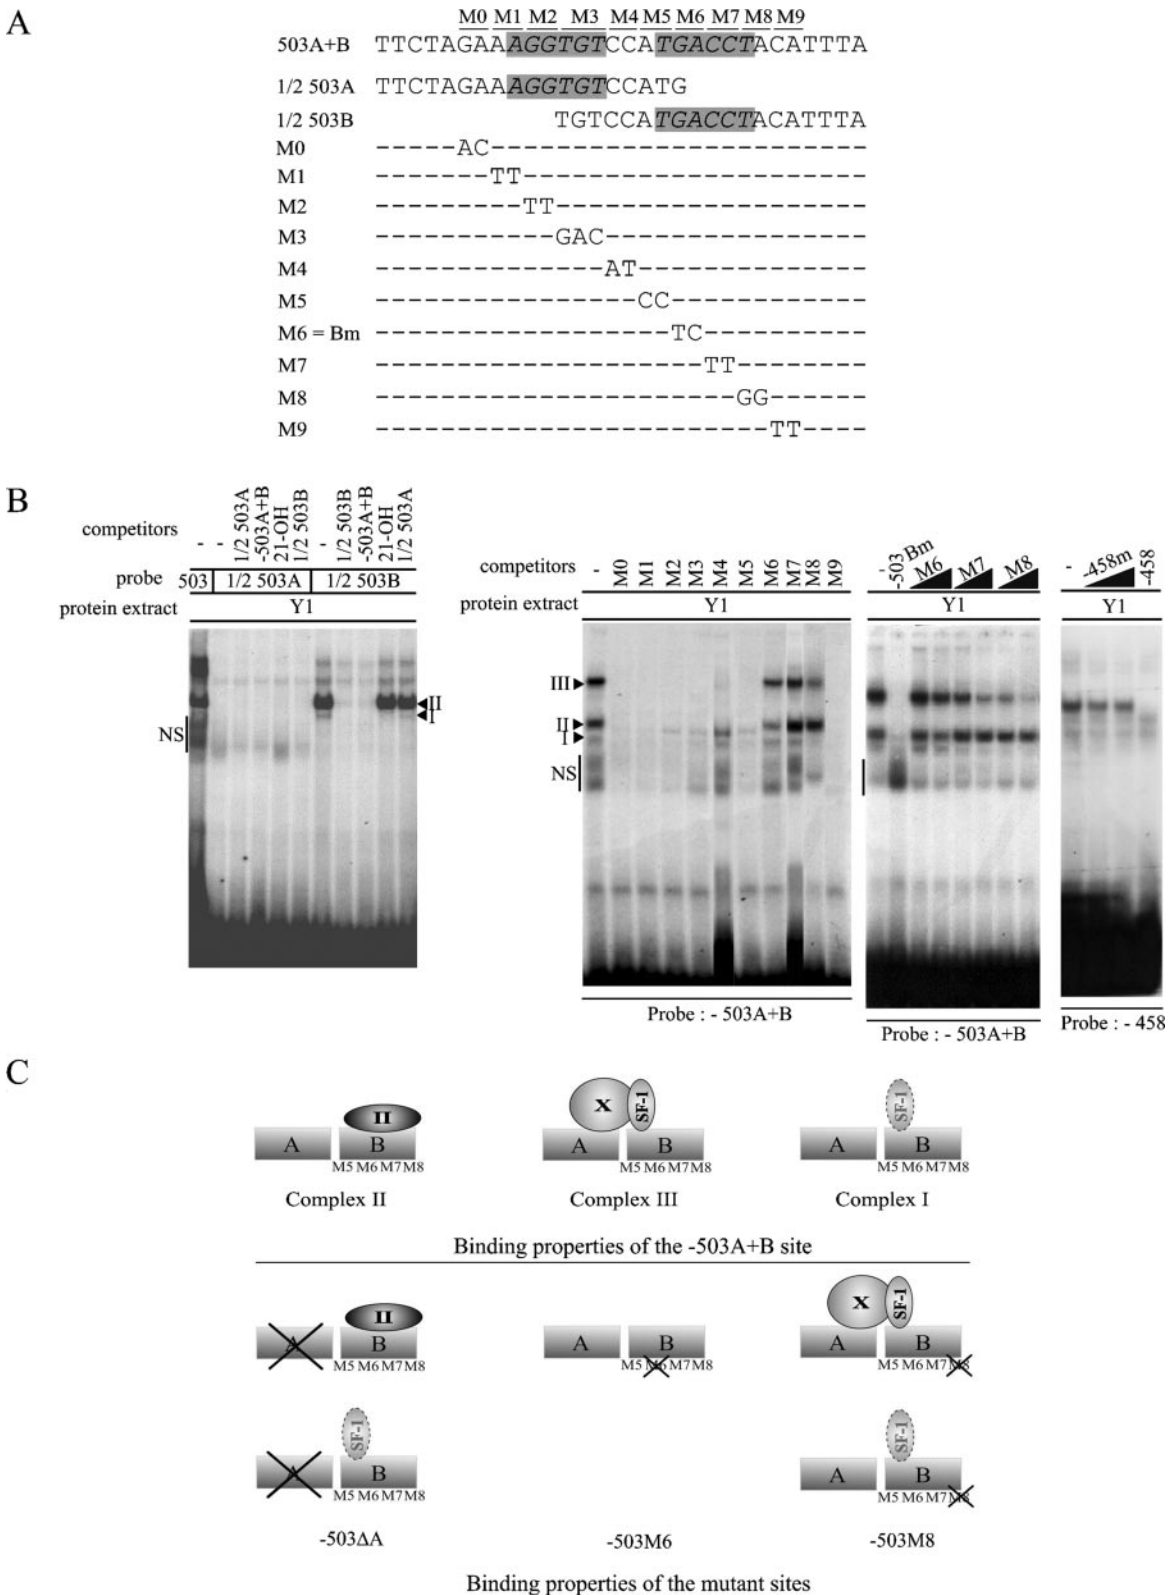 A
M0 M1 M2 M3 M4 M5 M6 M7 M8 M9
503A+B TTCTAGAAAGGTGTCCATGACCTACATTTA
1/2 503A TTCTAGAAAGGTGTCCATG
1/2 503B TGTCCATGACCTACATTTA
M0 -----AC-----------------------
M1 -------TT---------------------
M2 ---------TT-------------------
M3 -----------GAC----------------
M4 --------------AT--------------
M5 ----------------CC------------
M6 = Bm ------------------TC----------
M7 --------------------TT--------
M8 ----------------------GG------
M9 ------------------------TT----
B
competitors - - 1/2 503A -503A+B 21-OH 1/2 503B - 1/2 503B -503A+B 21-OH 1/2 503A
probe 503 1/2 503A 1/2 503B
protein extract Y1
II
I
NS
competitors - M0 M1 M2 M3 M4 M5 M6 M7 M8 M9
protein extract Y1
III
II
I
NS
Probe : - 503A+B
- -503 Bm M6 M7 M8
Y1
Probe : - 503A+B
- -458m -458
Y1
Probe : - 458
C
II X SF-1 SF-1
A B A B A B
M5 M6 M7 M8 M5 M6 M7 M8 M5 M6 M7 M8
Complex II Complex III Complex I
Binding properties of the -503A+B site
II X SF-1
A B A B A B
M5 M6 M7 M8 M5 M6 M7 M8 M5 M6 M7 M8
SF-1 SF-1
A B A B
M5 M6 M7 M8 M5 M6 M7 M8
-503ΔA -503M6 -503M8
Binding properties of the mutant sites